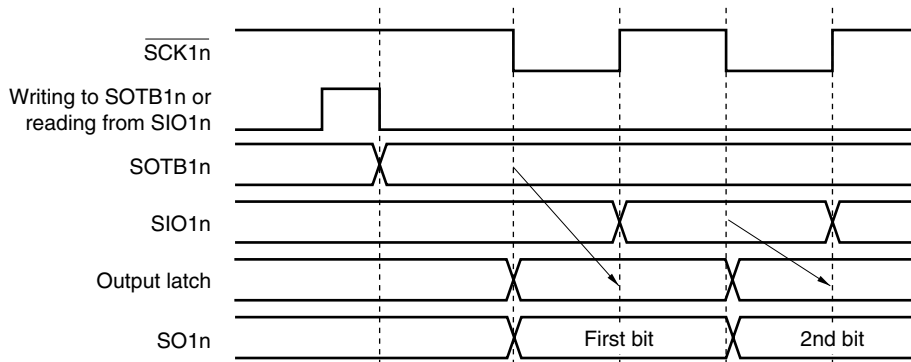 SCK1n
Writing to SOTB1n or
reading from SIO1n
SOTB1n
SIO1n
Output latch
SO1n
First bit
2nd bit